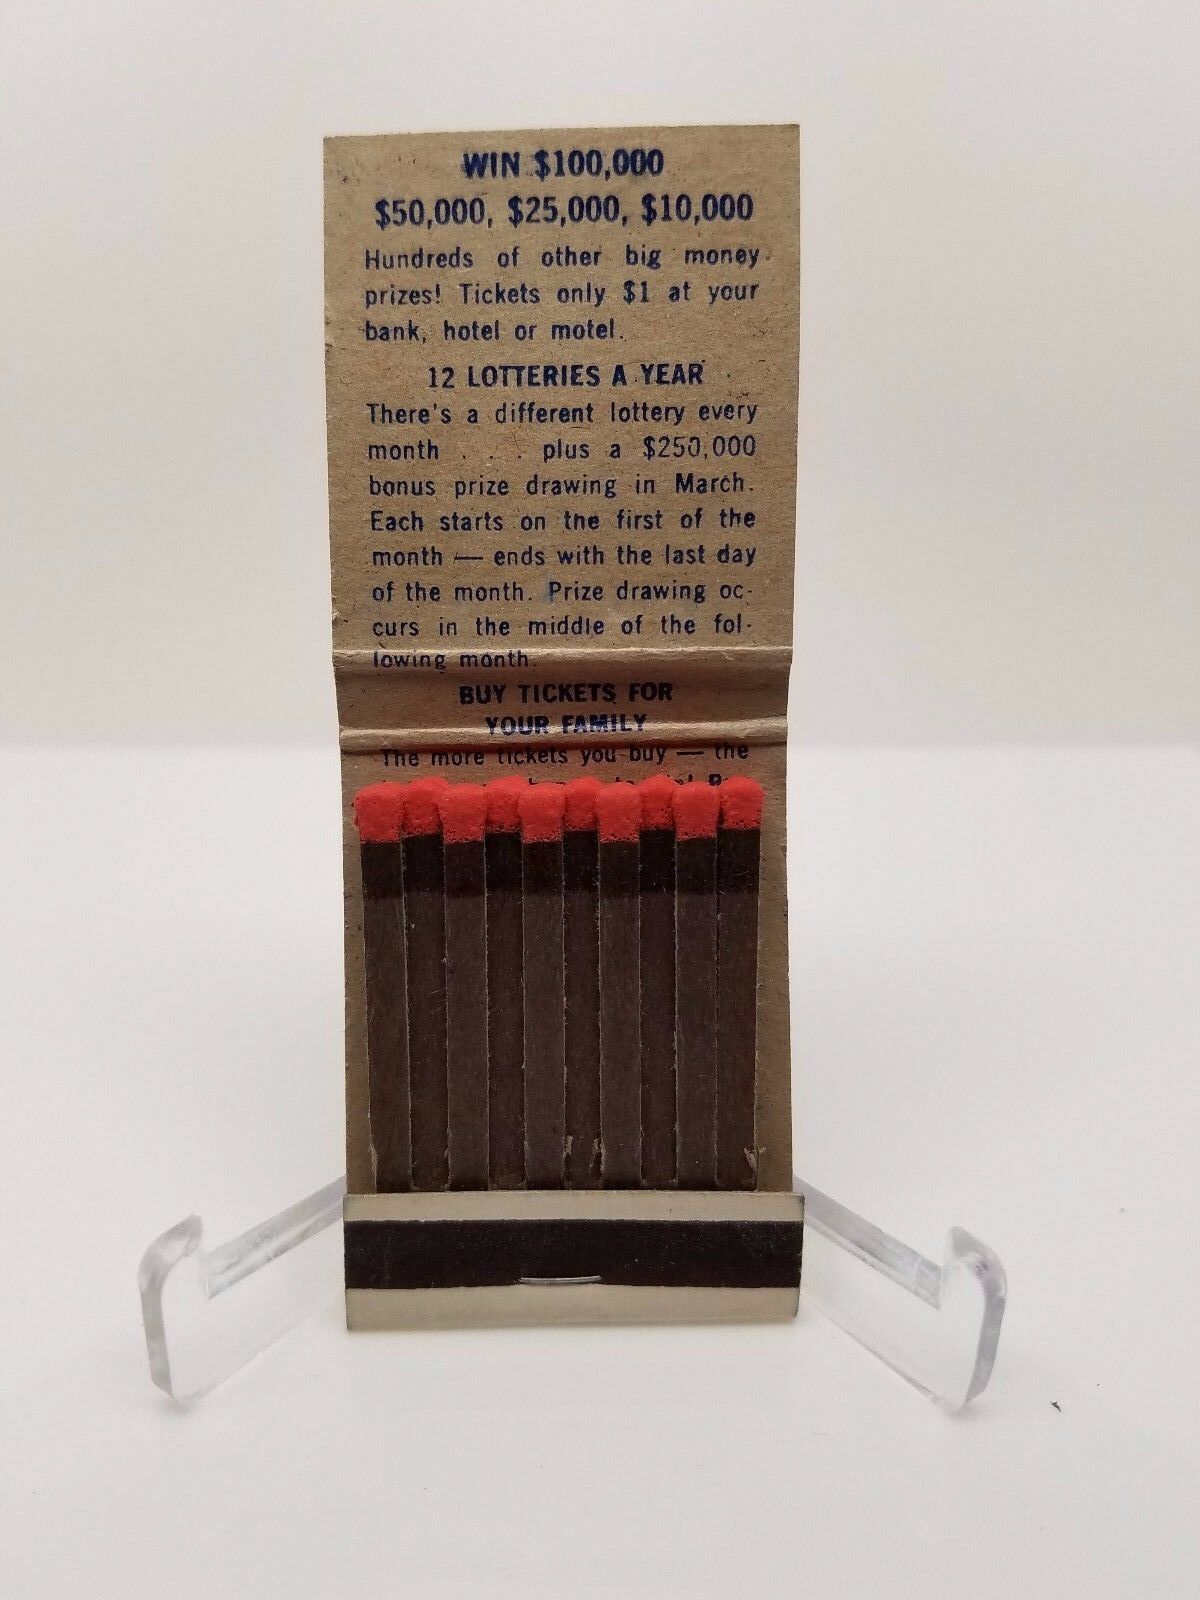 WIN $100,000
$50,000, $25,000, $10,000
Hundreds of other big money
prizes! Tickets only $1 at your
bank, hotel or motel.
12 LOTTERIES A YEAR
There's a different lottery every
month . . . plus a $250,000
bonus prize drawing in March.
Each starts on the first of the
month — ends with the last day
of the month. Prize drawing oc-
curs in the middle of the fol-
lowing month.
BUY TICKETS FOR
YOUR FAMILY
The more tickets you buy — the